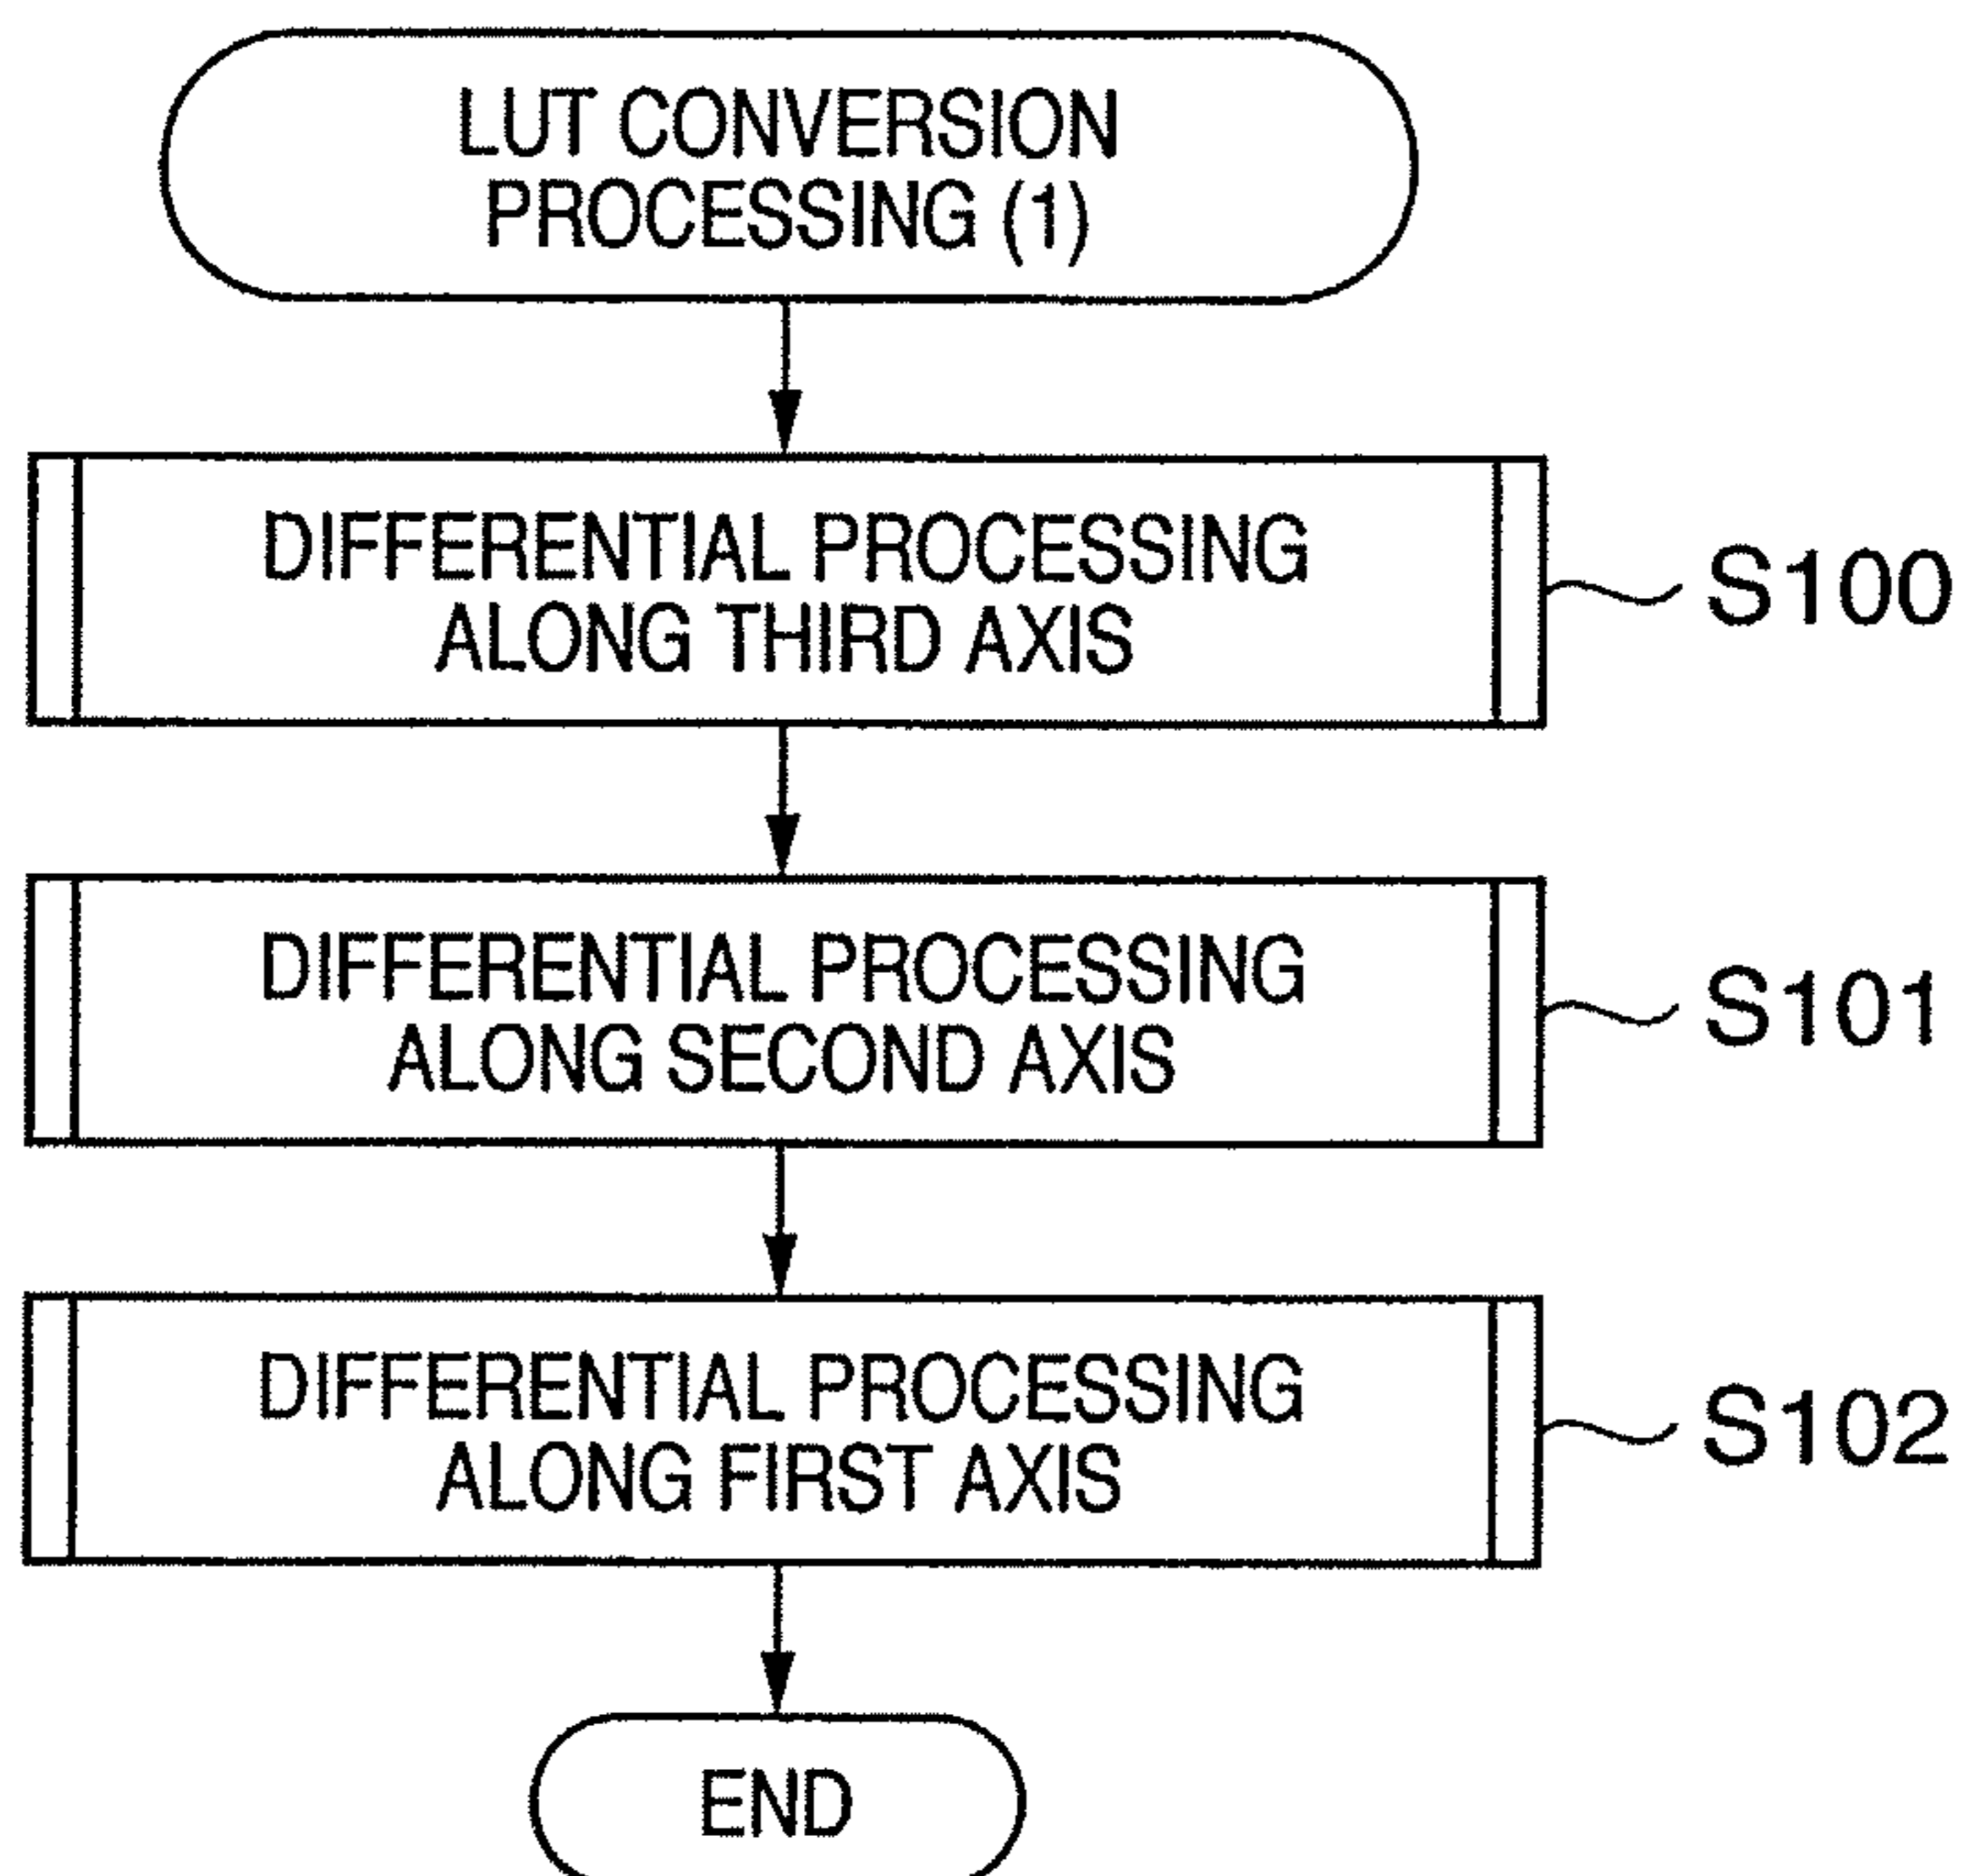 LUT CONVERSION
PROCESSING (1)
DIFFERENTIAL PROCESSING
ALONG THIRD AXIS
S100
DIFFERENTIAL PROCESSING
ALONG SECOND AXIS
S101
DIFFERENTIAL PROCESSING
ALONG FIRST AXIS
S102
END